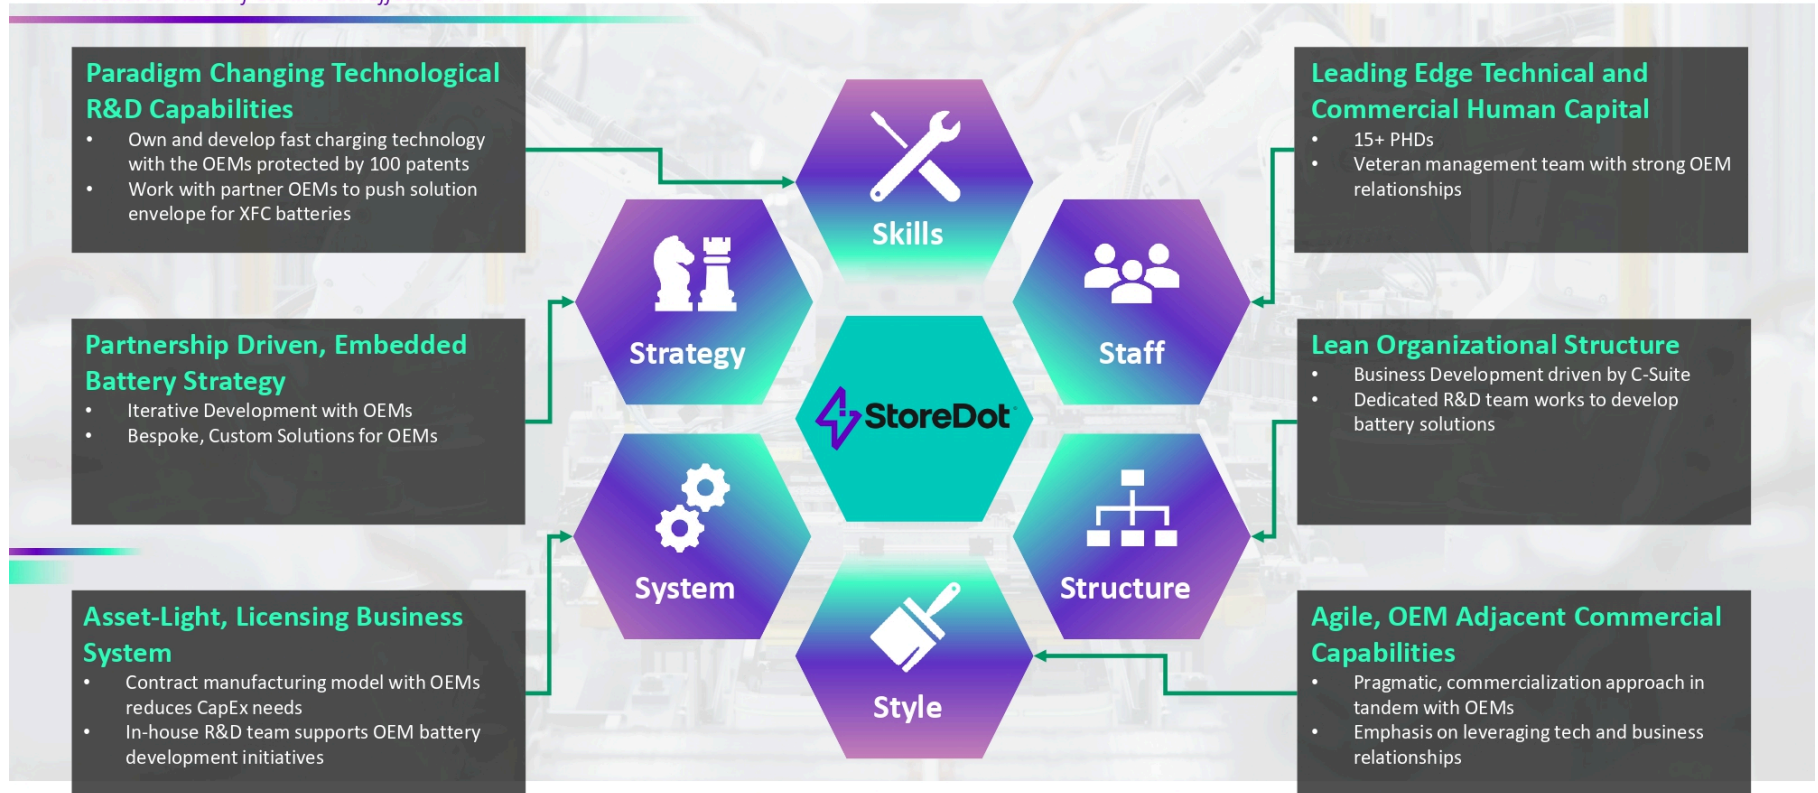 Paradigm Changing Technological
R&D Capabilities
• Own and develop fast charging technology
with the OEMs protected by 100 patents
• Work with partner OEMs to push solution
envelope for XFC batteries
Partnership Driven, Embedded
Battery Strategy
• Iterative Development with OEMs
• Bespoke, Custom Solutions for OEMs
Asset-Light, Licensing Business
System
• Contract manufacturing model with OEMs
reduces CapEx needs
• In-house R&D team supports OEM battery
development initiatives
Skills
Strategy
Staff
StoreDot
System
Structure
Style
Leading Edge Technical and
Commercial Human Capital
• 15+ PHDs
• Veteran management team with strong OEM
relationships
Lean Organizational Structure
• Business Development driven by C-Suite
• Dedicated R&D team works to develop
battery solutions
Agile, OEM Adjacent Commercial
Capabilities
• Pragmatic, commercialization approach in
tandem with OEMs
• Emphasis on leveraging tech and business
relationships